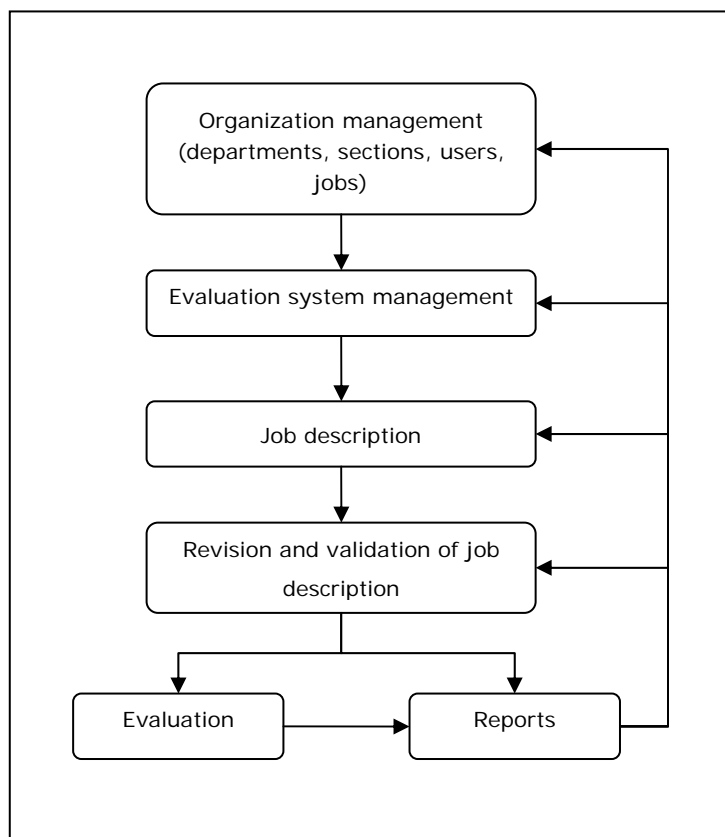 Organization management
(departments, sections, users,
jobs)
Evaluation system management
Job description
Revision and validation of job
description
Evaluation
Reports